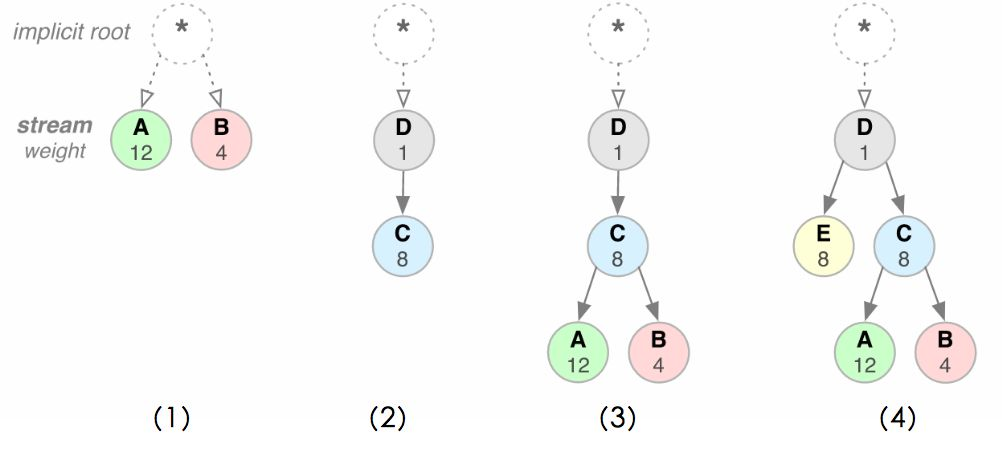 implicit root
* * * *
stream
weight
A
12
B
4
D
1
C
8
D
1
C
8
A
12
B
4
D
1
E
8
C
8
A
12
B
4
(1) (2) (3) (4)